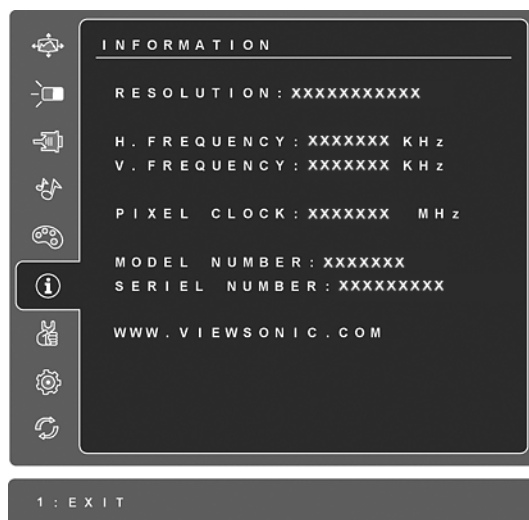 INFORMATION
RESOLUTION: XXXXXXXXXXX
H. FREQUENCY: XXXXXXX KHz
V. FREQUENCY: XXXXXXX KHz
PIXEL CLOCK: XXXXXXX MHz
MODEL NUMBER: XXXXXXX
SERIEL NUMBER: XXXXXXXXX
WWW.VIEWSONIC.COM
1: EXIT